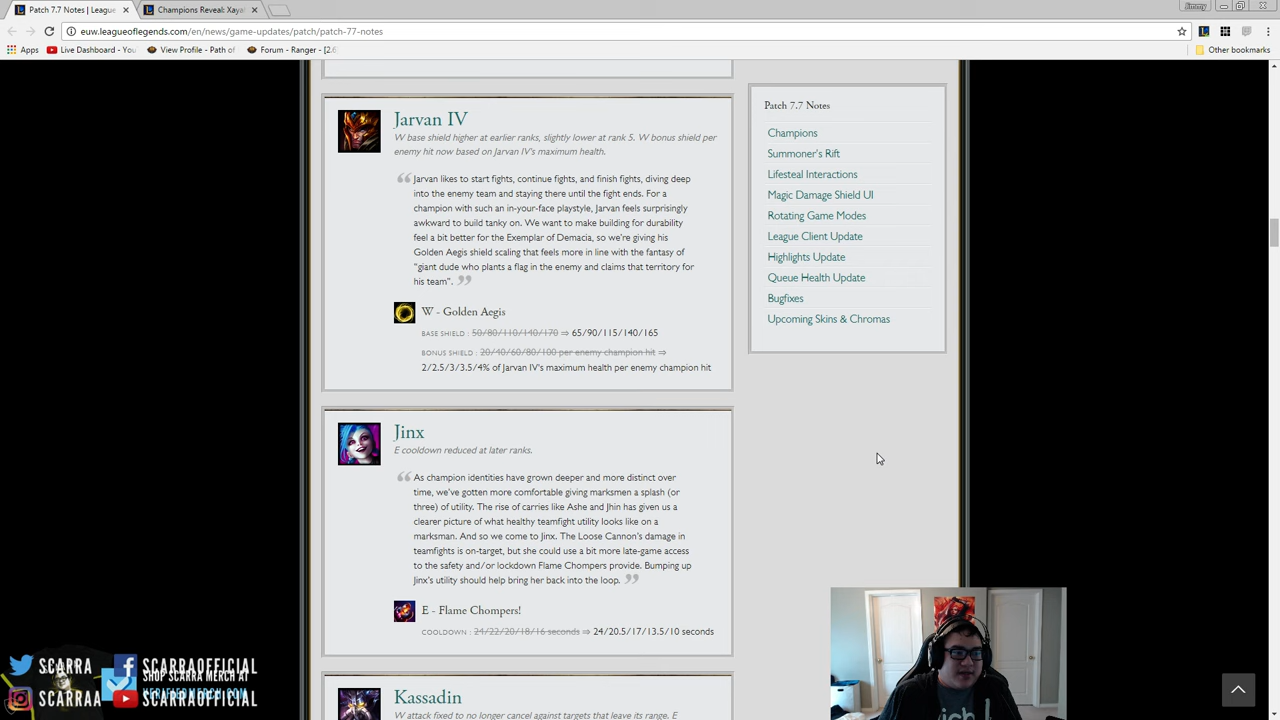 Patch 7.7 Notes | League
Champions Reveal: Xaya
Jimmy
euw.leagueoflegends.com/en/news/game-updates/patch/patch-77-notes
Apps
Live Dashboard - You
View Profile - Path of
Forum - Ranger - [2.6
Other bookmarks
Jarvan IV
W base shield higher at earlier ranks, slightly lower at rank 5. W bonus shield per
enemy hit now based on Jarvan IV's maximum health.
“ Jarvan likes to start fights, continue fights, and finish fights, diving deep
into the enemy team and staying there until the fight ends. For a
champion with such an in-your-face playstyle, Jarvan feels surprisingly
awkward to build tanky on. We want to make building for durability
feel a bit better for the Exemplar of Demacia, so we're giving his
Golden Aegis shield scaling that feels more in line with the fantasy of
"giant dude who plants a flag in the enemy and claims that territory for
his team". ”
W - Golden Aegis
BASE SHIELD : 50/80/110/140/170 ⇒ 65/90/115/140/165
BONUS SHIELD : 20/40/60/80/100 per enemy champion hit ⇒
2/2.5/3/3.5/4% of Jarvan IV's maximum health per enemy champion hit
Jinx
E cooldown reduced at later ranks.
“ As champion identities have grown deeper and more distinct over
time, we've gotten more comfortable giving marksmen a splash (or
three) of utility. The rise of carries like Ashe and Jhin has given us a
clearer picture of what healthy teamfight utility looks like on a
marksman. And so we come to Jinx. The Loose Cannon's damage in
teamfights is on-target, but she could use a bit more late-game access
to the safety and/or lockdown Flame Chompers provide. Bumping up
Jinx's utility should help bring her back into the loop. ”
E - Flame Chompers!
COOLDOWN : 24/22/20/18/16 seconds ⇒ 24/20.5/17/13.5/10 seconds
Kassadin
W attack fixed to no longer cancel against targets that leave its range. E
Patch 7.7 Notes
Champions
Summoner's Rift
Lifesteal Interactions
Magic Damage Shield UI
Rotating Game Modes
League Client Update
Highlights Update
Queue Health Update
Bugfixes
Upcoming Skins & Chromas
SCARRA
SCARRAOFFICIAL
SHOP SCARRA MERCH AT
SCARRAA
SCARRAOFFICIAL